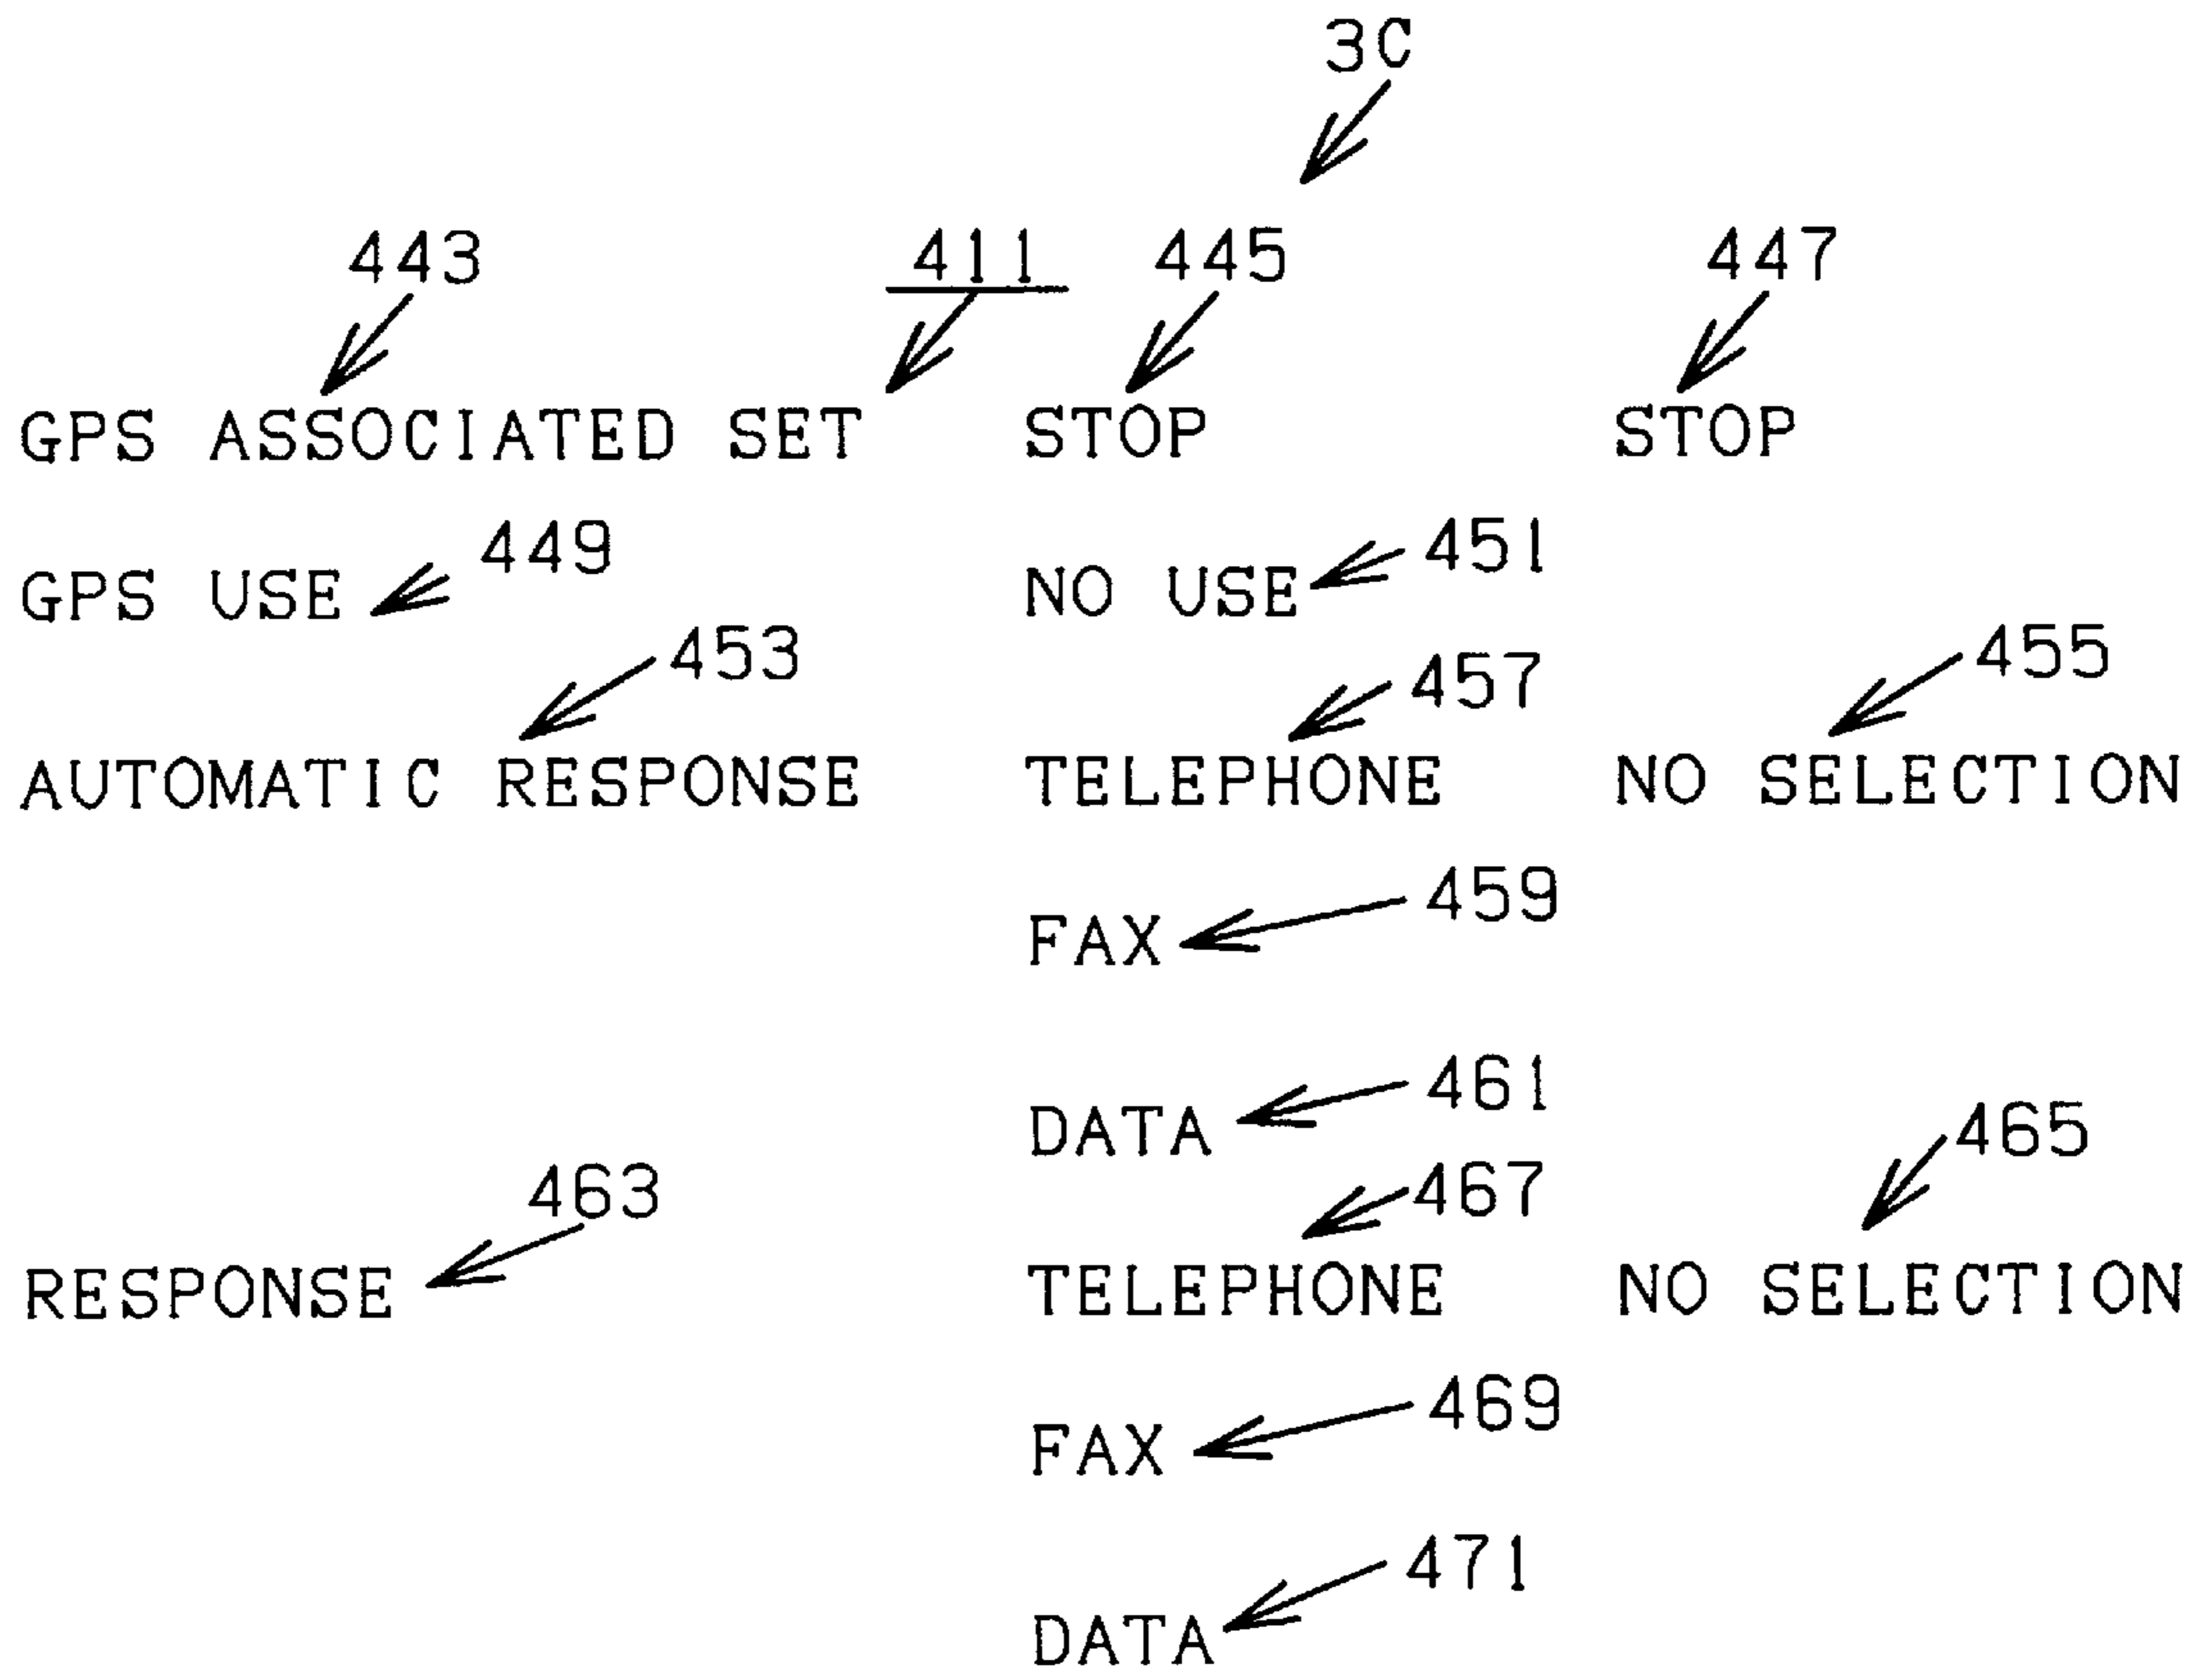 3C
443 411 445 447
GPS ASSOCIATED SET STOP STOP
449 451
GPS USE NO USE
453 457 455
AUTOMATIC RESPONSE TELEPHONE NO SELECTION
459
FAX
461
DATA
463 467 465
RESPONSE TELEPHONE NO SELECTION
469
FAX
471
DATA